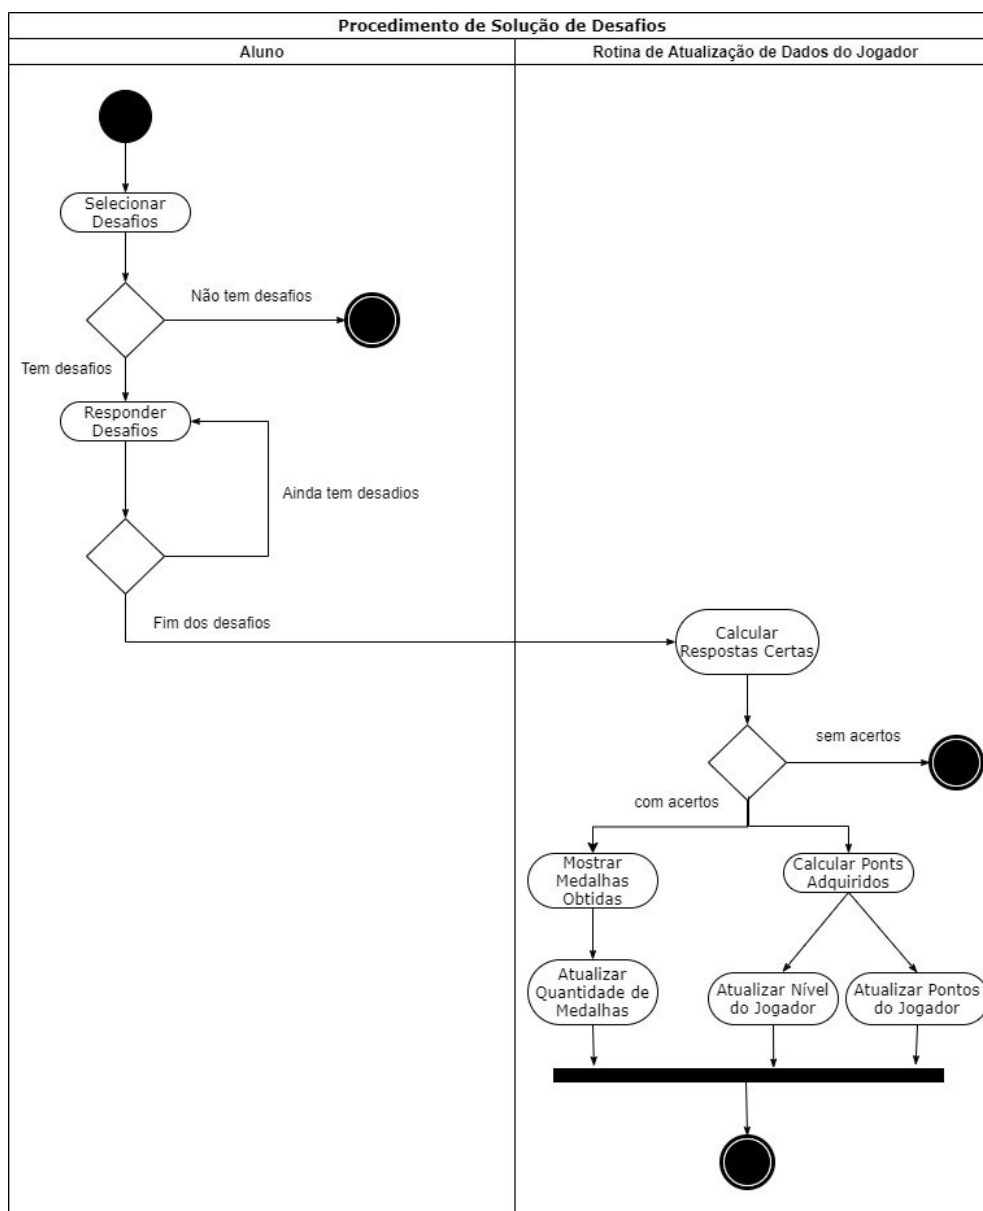 Procedimento de Solução de Desafios
Aluno
Rotina de Atualização de Dados do Jogador
Selecionar
Desafios
Não tem desafios
Tem desafios
Responder
Desafios
Ainda tem desadios
Fim dos desafios
Calcular
Respostas Certas
sem acertos
com acertos
Mostrar
Medalhas
Obtidas
Calcular Ponts
Adquiridos
Atualizar
Quantidade de
Medalhas
Atualizar Nível
do Jogador
Atualizar Pontos
do Jogador